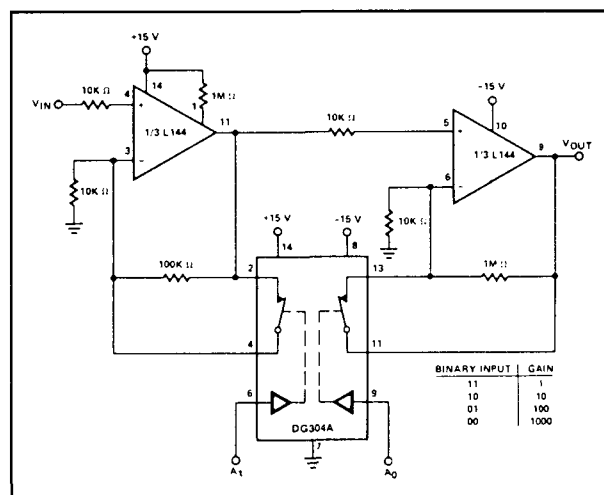 +15 V
-15 V
1MΩ
V_IN
10K Ω
4
+
14
1
1/3 L144
11
3
−
10K Ω
10K Ω
5
+
10
1'3 L144
9
V_OUT
6
−
10K Ω
+15 V
-15 V
14
8
100K Ω
2
13
1M Ω
4
11
6
9
DG304A
7
A₁
A₀
BINARY INPUT GAIN
11 1
10 10
01 100
00 1000